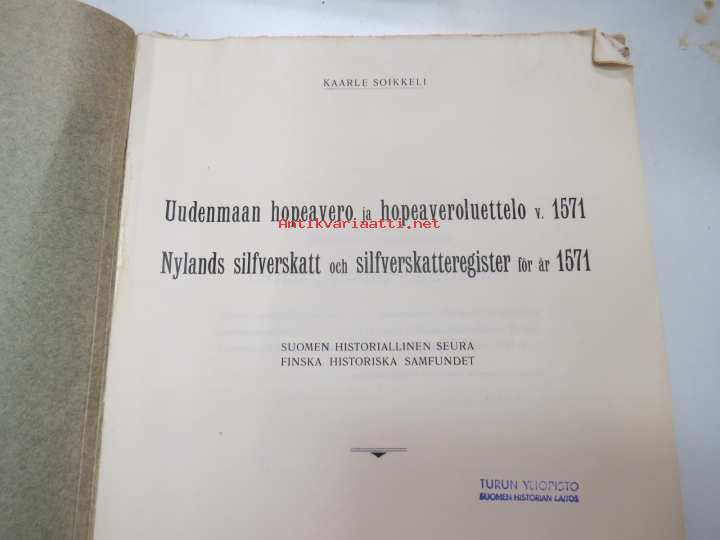 KAARLE SOIKKELI
Uudenmaan hopeavero ja hopeaveroluettelo v. 1571
Antikvariaatti.net
Nylands silfverskatt och silfverskatteregister för år 1571
SUOMEN HISTORIALLINEN SEURA
FINSKA HISTORISKA SAMFUNDET
TURUN YLIOPISTO
SUOMEN HISTORIAN LAITOS